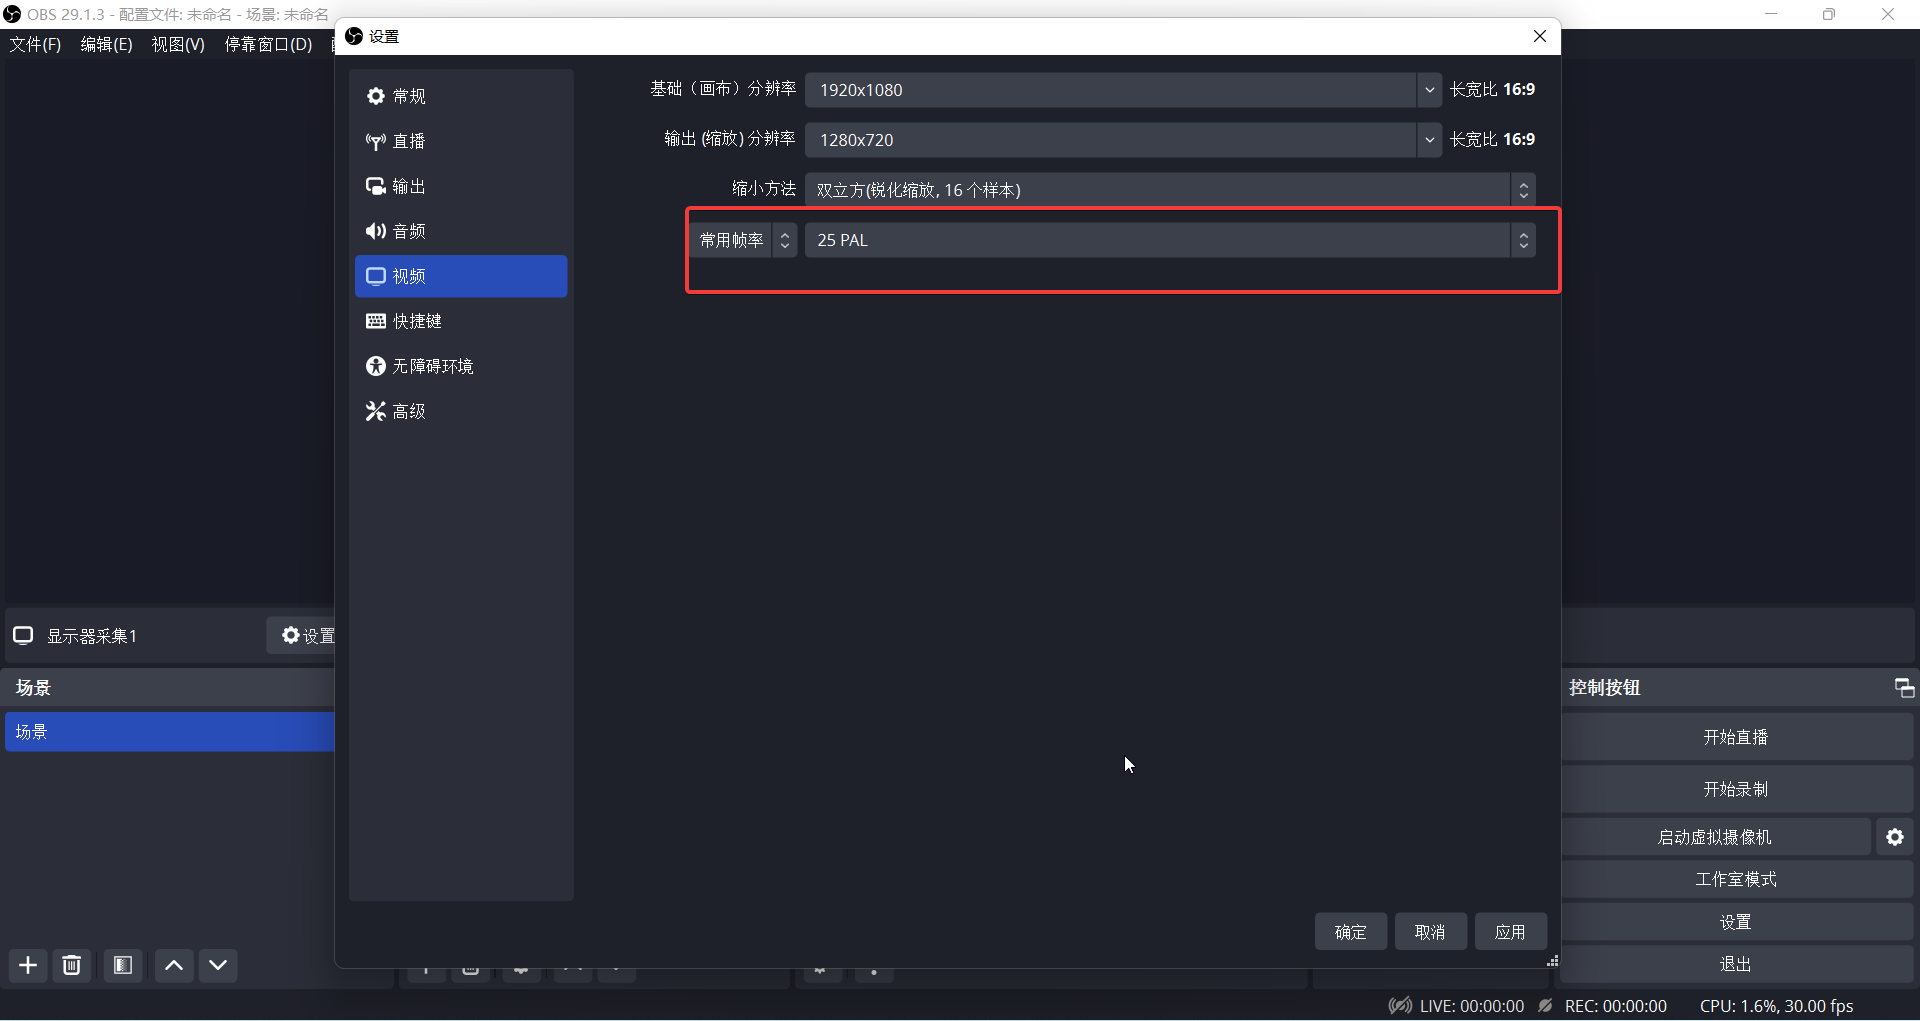 OBS 29.1.3 - 配置文件: 未命名 - 场景: 未命名
文件(F) 编辑(E) 视图(V) 停靠窗口(D)
设置
常规
直播
输出
音频
视频
快捷键
无障碍环境
高级
基础（画布）分辨率 1920x1080 长宽比 16:9
输出 (缩放) 分辨率 1280x720 长宽比 16:9
缩小方法 双立方(锐化缩放, 16 个样本)
常用帧率 25 PAL
显示器采集1 设置
场景
场景
控制按钮
开始直播
开始录制
启动虚拟摄像机
工作室模式
设置
退出
确定 取消 应用
LIVE: 00:00:00 REC: 00:00:00 CPU: 1.6%, 30.00 fps